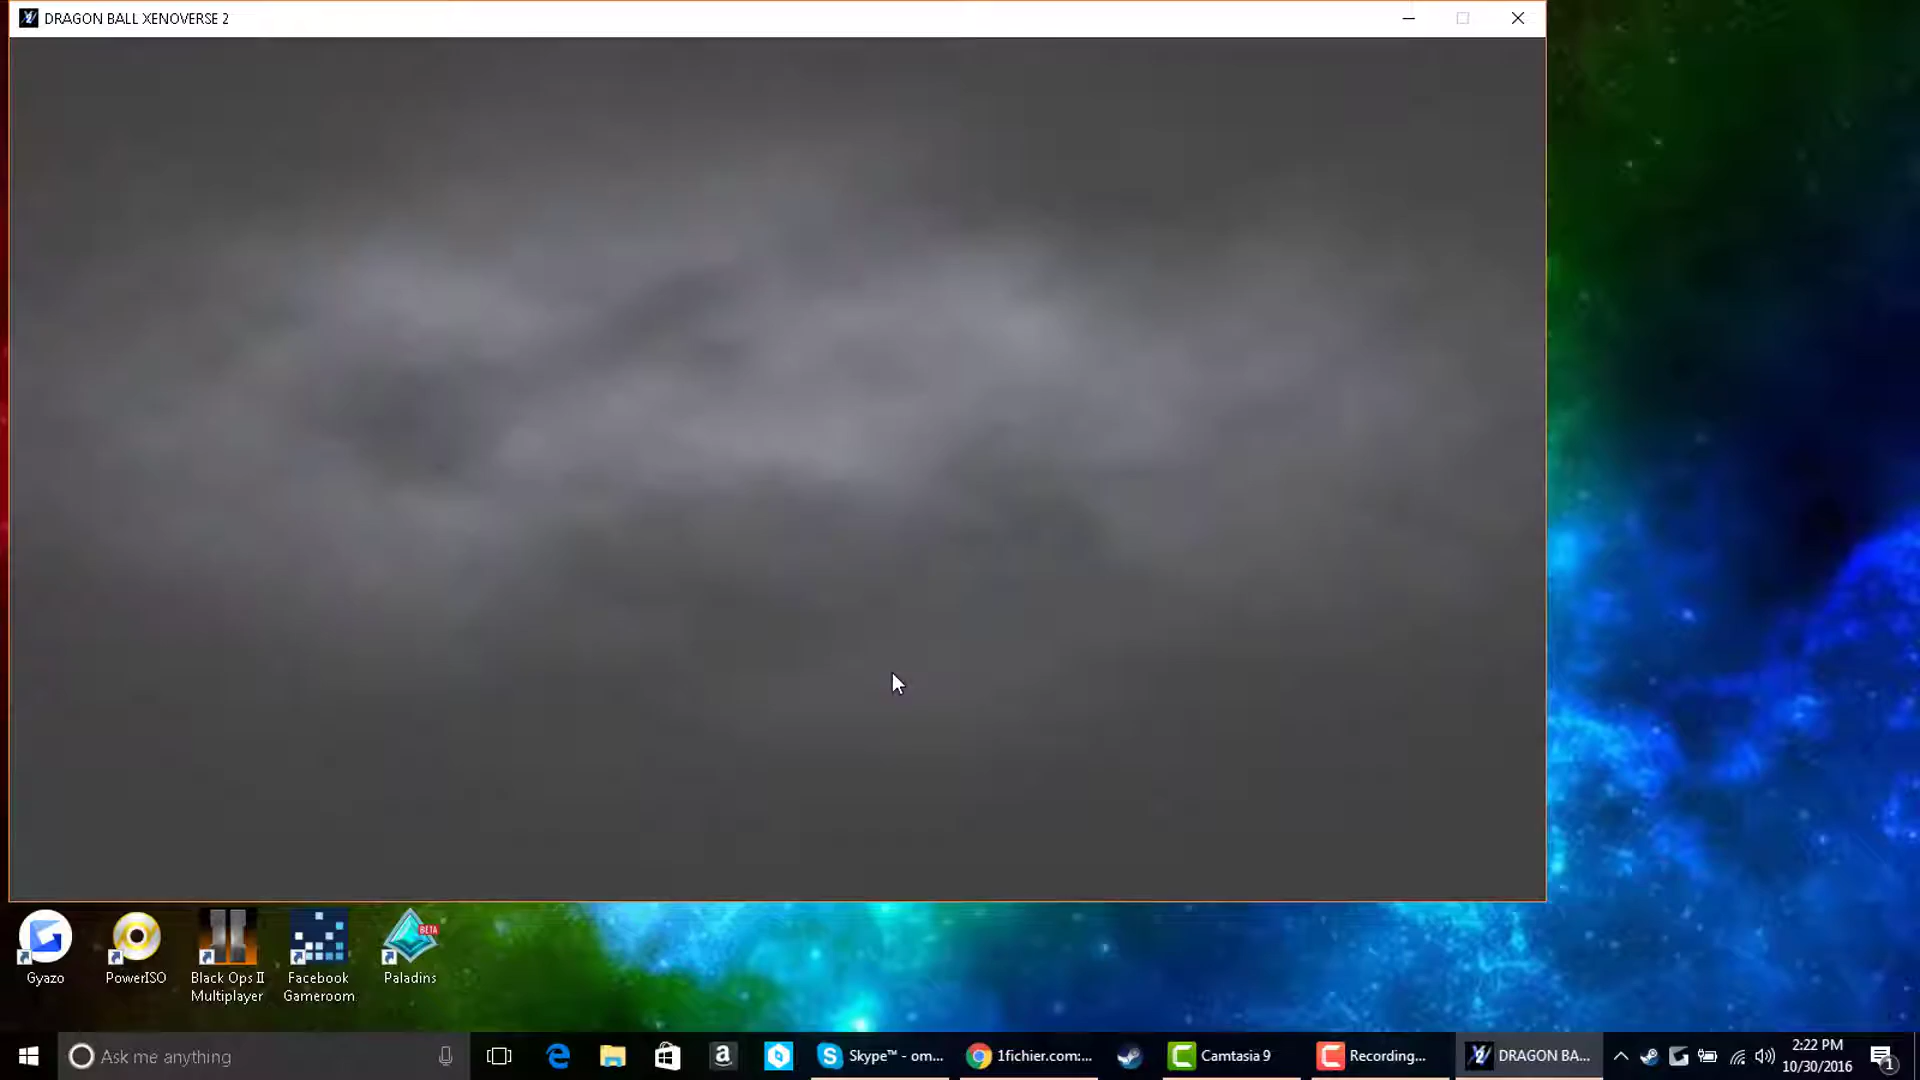 DRAGON BALL XENOVERSE 2
BETA
Gyazo
PowerISO
Black Ops II
Multiplayer
Facebook
Gameroom
Paladins
Ask me anything
Skype™ - om...
1fichier.com:...
Camtasia 9
Recording...
DRAGON BA...
2:22 PM
10/30/2016
1